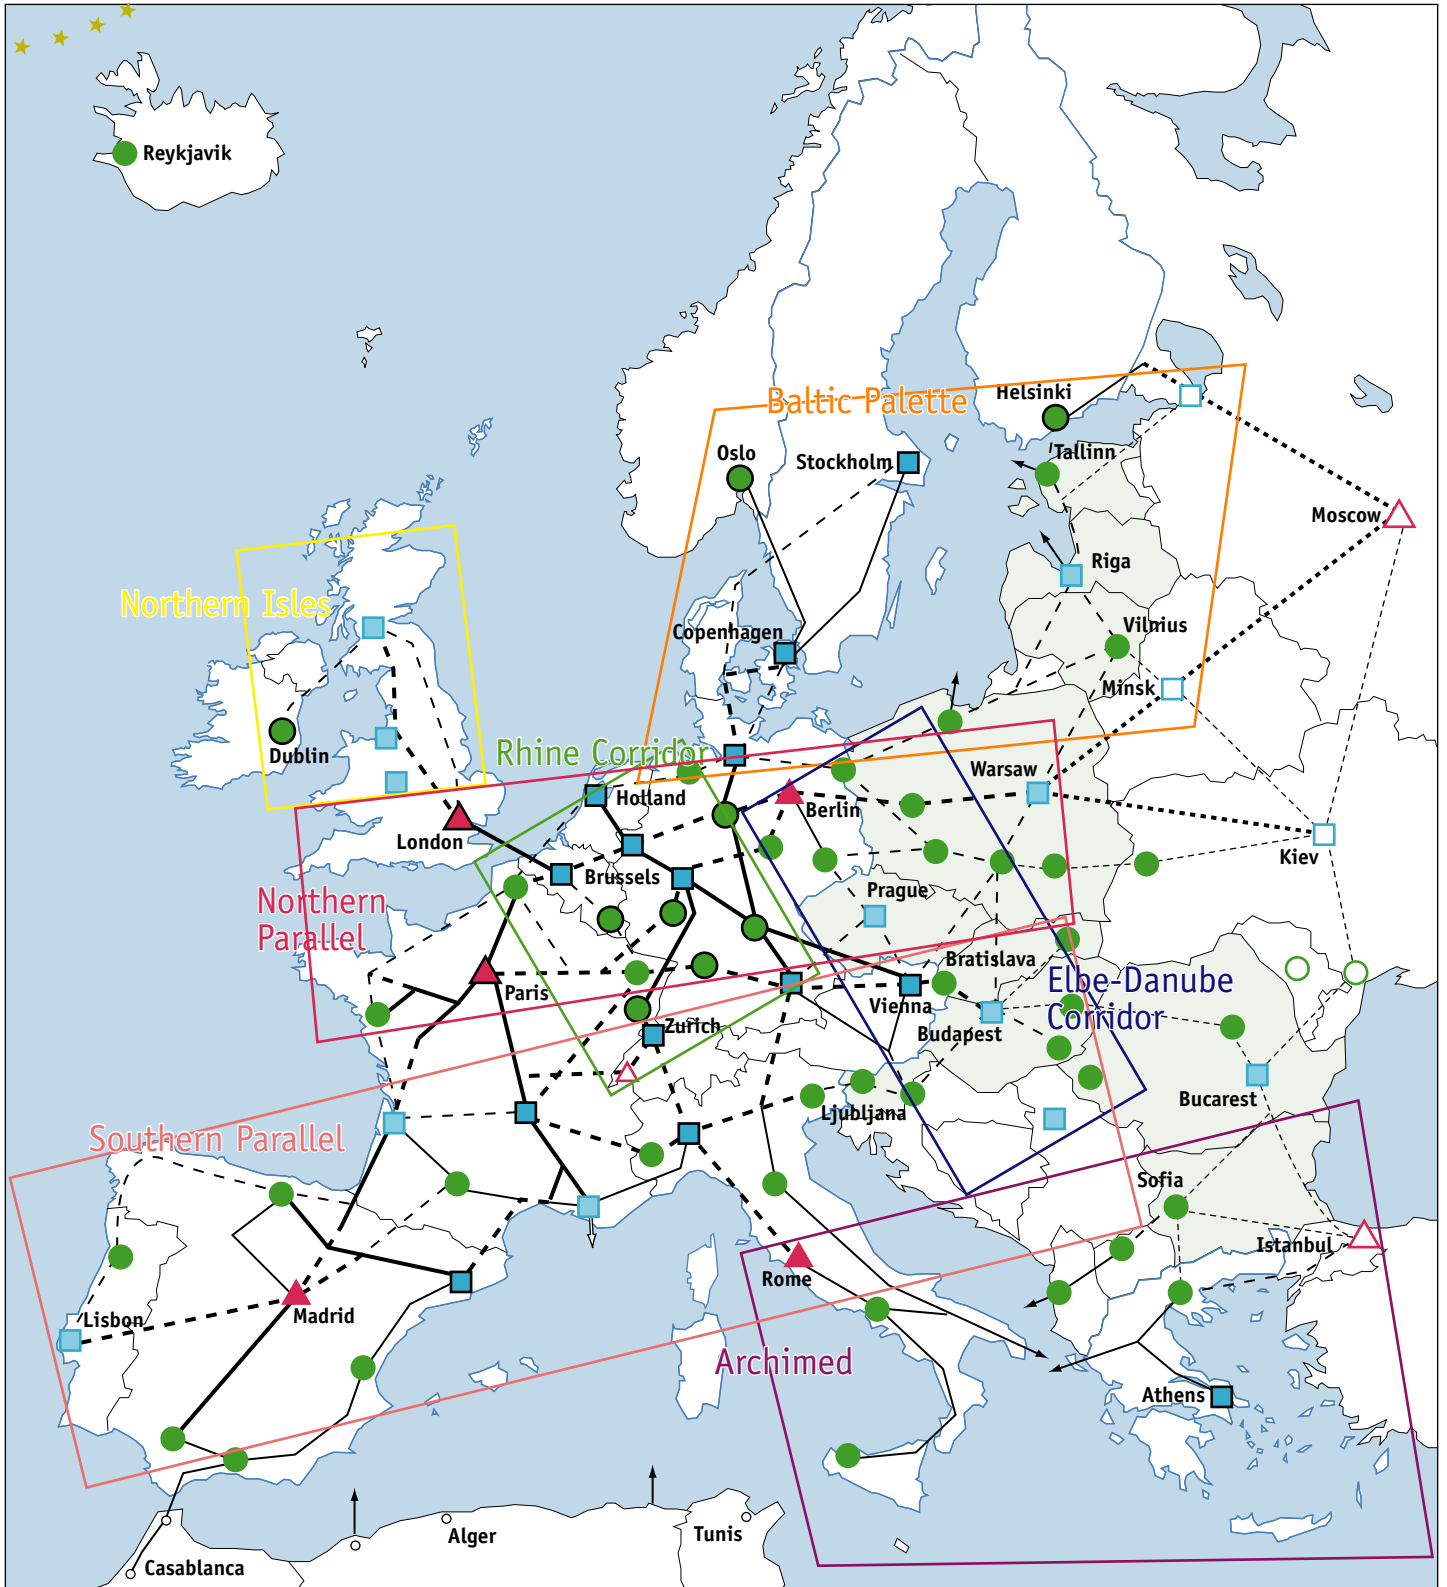 Reykjavik
Helsinki
Baltic Palette
Oslo
Stockholm
Tallinn
Moscow
Riga
Northern Isles
Vilnius
Copenhagen
Minsk
Dublin
Rhine Corridor
Warsaw
Holland
Berlin
London
Kiev
Brussels
Prague
Northern
Parallel
Bratislava
Elbe-Danube
Corridor
Paris
Vienna
Zurich
Budapest
Bucarest
Ljubljana
Southern Parallel
Sofia
Istanbul
Rome
Lisbon
Madrid
Archimed
Athens
Alger
Tunis
Casablanca